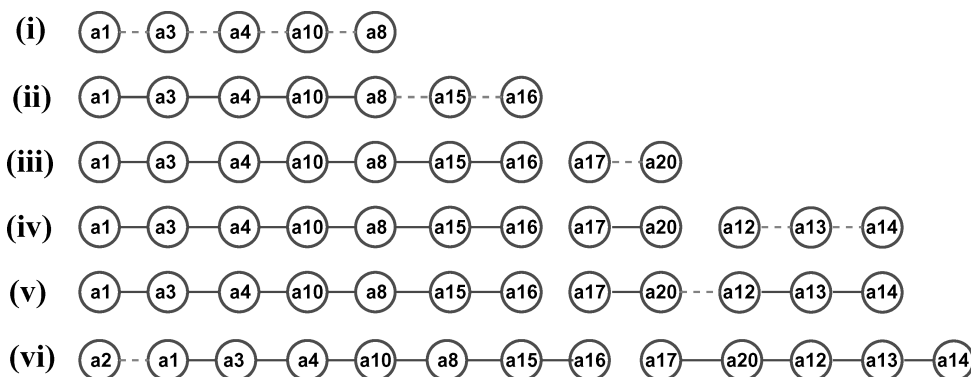 (i) a1 a3 a4 a10 a8
(ii) a1 a3 a4 a10 a8 a15 a16
(iii) a1 a3 a4 a10 a8 a15 a16 a17 a20
(iv) a1 a3 a4 a10 a8 a15 a16 a17 a20 a12 a13 a14
(v) a1 a3 a4 a10 a8 a15 a16 a17 a20 a12 a13 a14
(vi) a2 a1 a3 a4 a10 a8 a15 a16 a17 a20 a12 a13 a14